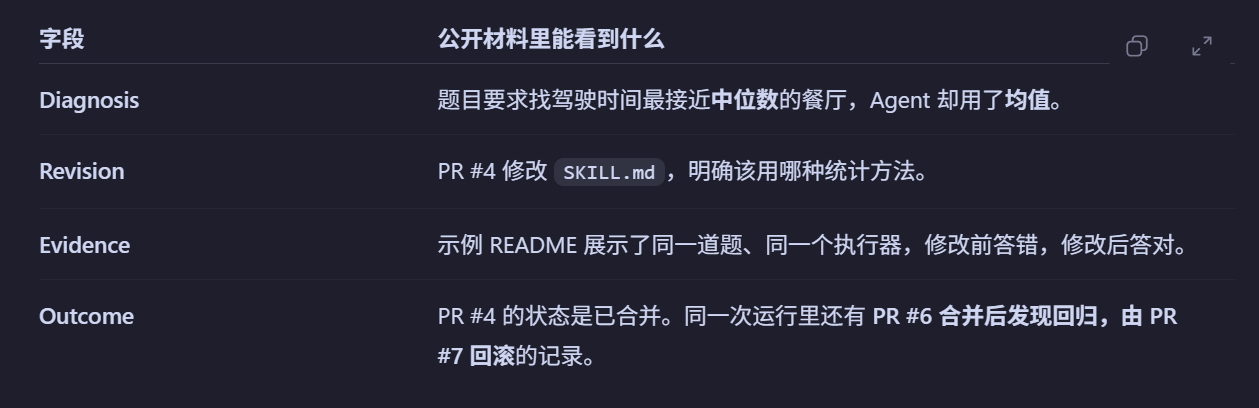 字段 公开材料里能看到什么
Diagnosis 题目要求找驾驶时间最接近中位数的餐厅，Agent 却用了均值。
Revision PR #4 修改 SKILL.md，明确该用哪种统计方法。
Evidence 示例 README 展示了同一道题、同一个执行器，修改前答错，修改后答对。
Outcome PR #4 的状态是已合并。同一次运行里还有 PR #6 合并后发现回归，由 PR
#7 回滚的记录。